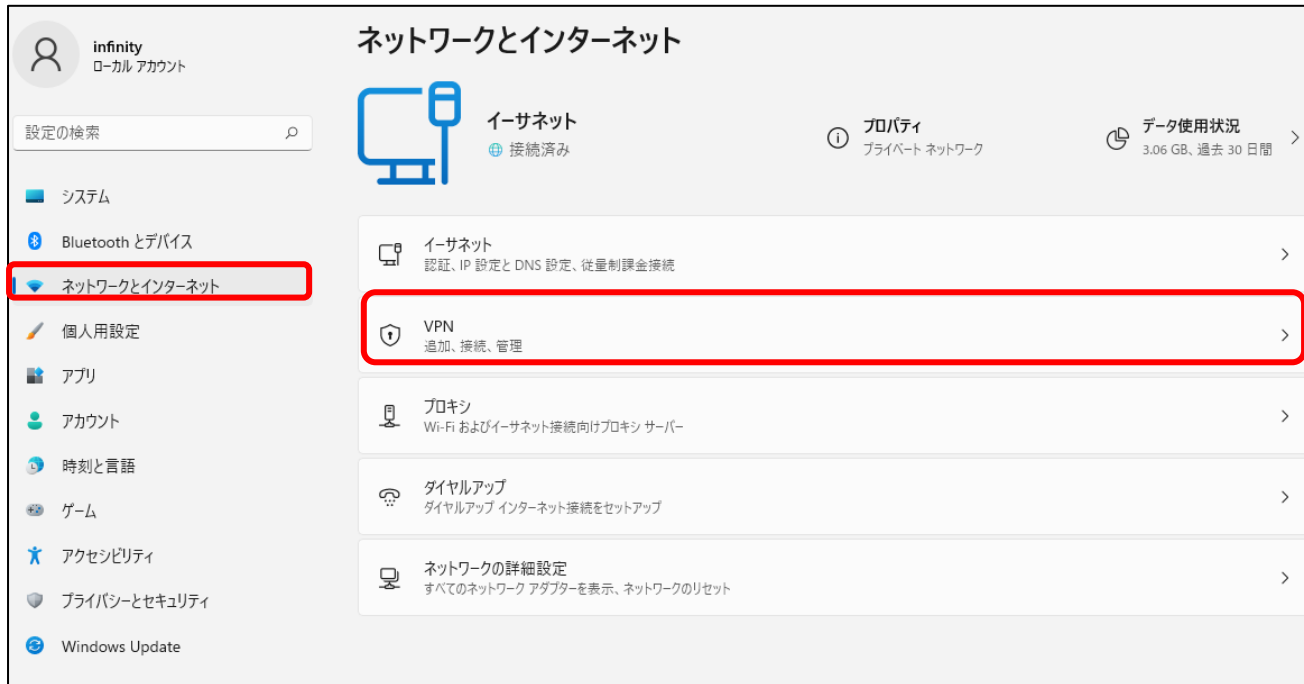 infinity
ローカル アカウント
設定の検索
システム
Bluetooth とデバイス
ネットワークとインターネット
個人用設定
アプリ
アカウント
時刻と言語
ゲーム
アクセシビリティ
プライバシーとセキュリティ
Windows Update
ネットワークとインターネット
イーサネット
接続済み
プロパティ
プライベート ネットワーク
データ使用状況
3.06 GB、過去 30 日間
イーサネット
認証、IP 設定と DNS 設定、従量制課金接続
VPN
追加、接続、管理
プロキシ
Wi-Fi およびイーサネット接続向けプロキシ サーバー
ダイヤルアップ
ダイヤルアップ インターネット接続をセットアップ
ネットワークの詳細設定
すべてのネットワーク アダプターを表示、ネットワークのリセット